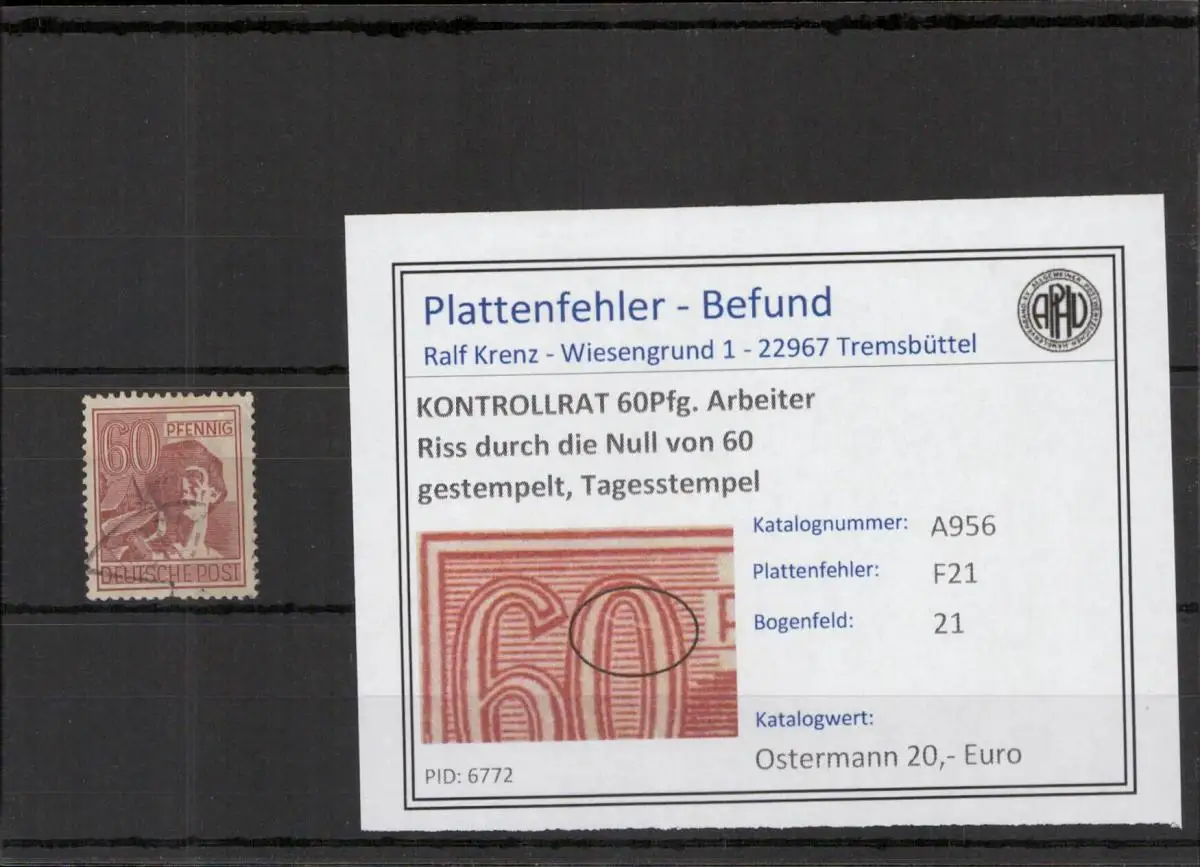 60 PFENNIG
DEUTSCHE POST
Plattenfehler - Befund
Ralf Krenz - Wiesengrund 1 - 22967 Tremsbüttel
APHV
KONTROLLRAT 60Pfg. Arbeiter
Riss durch die Null von 60
gestempelt, Tagesstempel
60
Katalognummer: A956
Plattenfehler: F21
Bogenfeld: 21
Katalogwert:
Ostermann 20,- Euro
PID: 6772